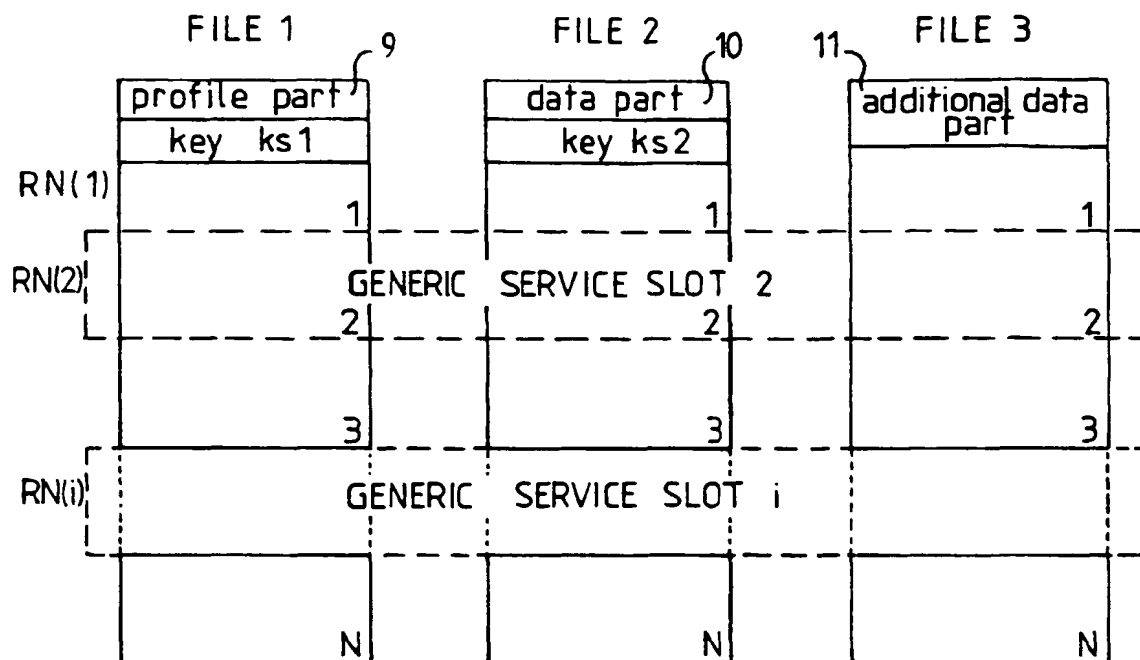 FILE 1
9
FILE 2
10
FILE 3
11
profile part
key ks1
data part
key ks2
additional data
part
RN(1)
1
1
1
RN(2)
GENERIC SERVICE SLOT 2
2
2
2
3
3
3
RN(i)
GENERIC SERVICE SLOT i
N
N
N